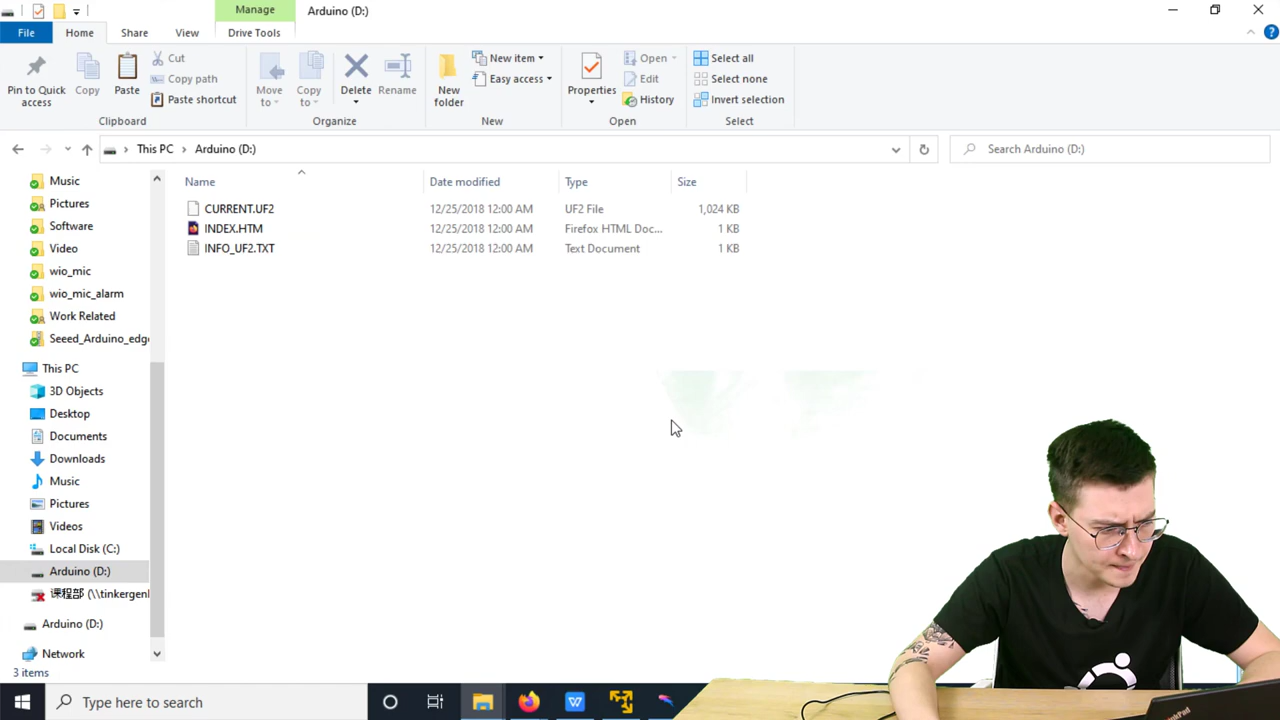 Manage
Arduino (D:)
File
Home
Share
View
Drive Tools
Pin to Quick access
Copy
Paste
Cut
Copy path
Paste shortcut
Clipboard
Move to
Copy to
Delete
Rename
Organize
New folder
New item
Easy access
New
Properties
Open
Edit
History
Open
Select all
Select none
Invert selection
Select
This PC
Arduino (D:)
Search Arduino (D:)
Name
Date modified
Type
Size
CURRENT.UF2 12/25/2018 12:00 AM UF2 File 1,024 KB
INDEX.HTM 12/25/2018 12:00 AM Firefox HTML Doc... 1 KB
INFO_UF2.TXT 12/25/2018 12:00 AM Text Document 1 KB
Music
Pictures
Software
Video
wio_mic
wio_mic_alarm
Work Related
Seeed_Arduino_edg
This PC
3D Objects
Desktop
Documents
Downloads
Music
Pictures
Videos
Local Disk (C:)
Arduino (D:)
课程部 (\\tinkergen
Arduino (D:)
Network
3 items
Type here to search